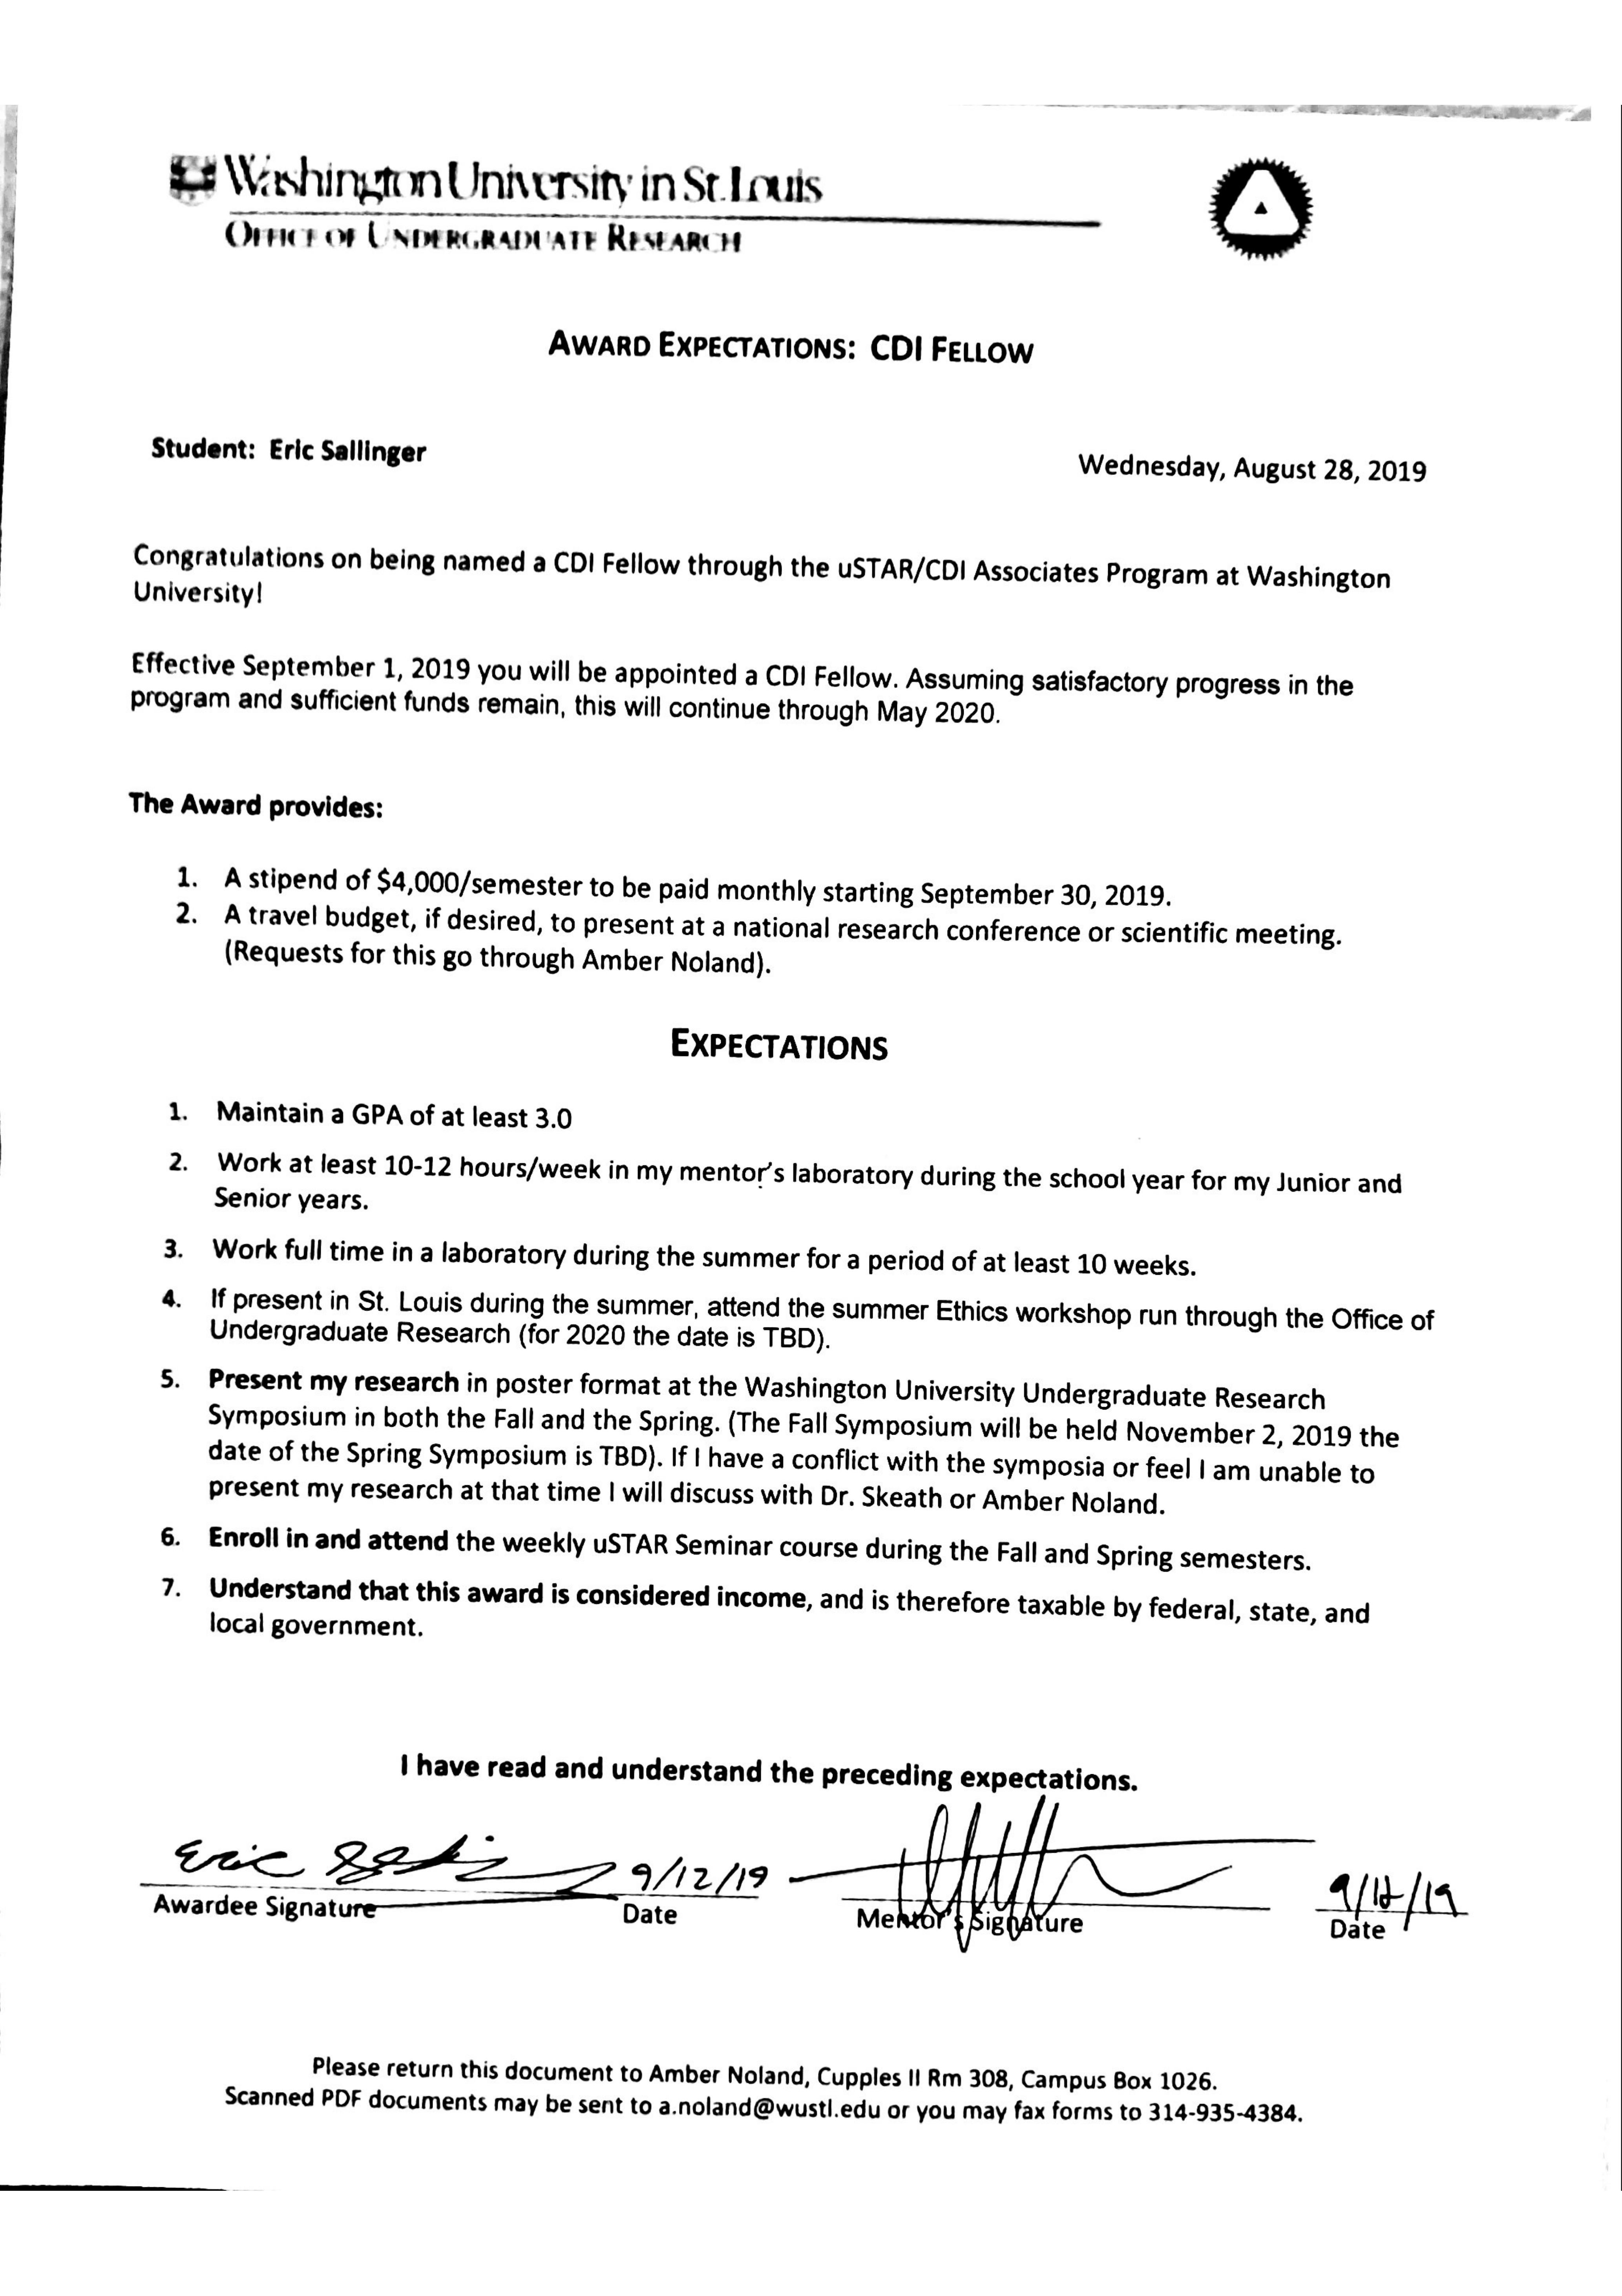 Washington University in St. Louis
OFFICE OF UNDERGRADUATE RESEARCH
AWARD EXPECTATIONS: CDI FELLOW
Student: Eric Sallinger
Wednesday, August 28, 2019
Congratulations on being named a CDI Fellow through the uSTAR/CDI Associates Program at Washington
University!
Effective September 1, 2019 you will be appointed a CDI Fellow. Assuming satisfactory progress in the
program and sufficient funds remain, this will continue through May 2020.
The Award provides:
1. A stipend of $4,000/semester to be paid monthly starting September 30, 2019.
2. A travel budget, if desired, to present at a national research conference or scientific meeting.
(Requests for this go through Amber Noland).
EXPECTATIONS
1. Maintain a GPA of at least 3.0
2. Work at least 10-12 hours/week in my mentor's laboratory during the school year for my Junior and
Senior years.
3. Work full time in a laboratory during the summer for a period of at least 10 weeks.
4. If present in St. Louis during the summer, attend the summer Ethics workshop run through the Office of
Undergraduate Research (for 2020 the date is TBD).
5. Present my research in poster format at the Washington University Undergraduate Research
Symposium in both the Fall and the Spring. (The Fall Symposium will be held November 2, 2019 the
date of the Spring Symposium is TBD). If I have a conflict with the symposia or feel I am unable to
present my research at that time I will discuss with Dr. Skeath or Amber Noland.
6. Enroll in and attend the weekly uSTAR Seminar course during the Fall and Spring semesters.
7. Understand that this award is considered income, and is therefore taxable by federal, state, and
local government.
I have read and understand the preceding expectations.
Eric 9/12/19 9/12/19
Awardee Signature Date Mentor's Signature Date
Please return this document to Amber Noland, Cupples II Rm 308, Campus Box 1026.
Scanned PDF documents may be sent to a.noland@wustl.edu or you may fax forms to 314-935-4384.